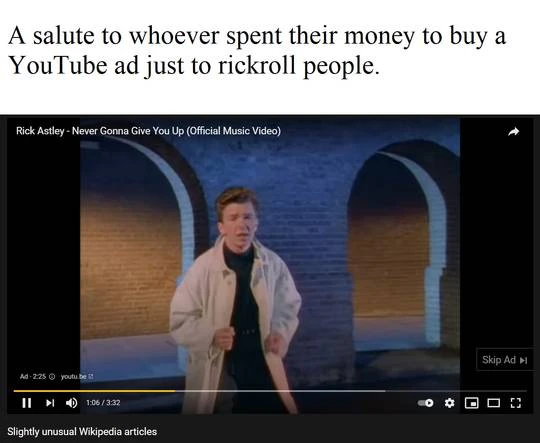 A salute to whoever spent their money to buy a
YouTube ad just to rickroll people.
Rick Astley - Never Gonna Give You Up (Official Music Video)
Skip Ad
Ad · 2:25 youtu.be
1:06 / 3:32
Slightly unusual Wikipedia articles